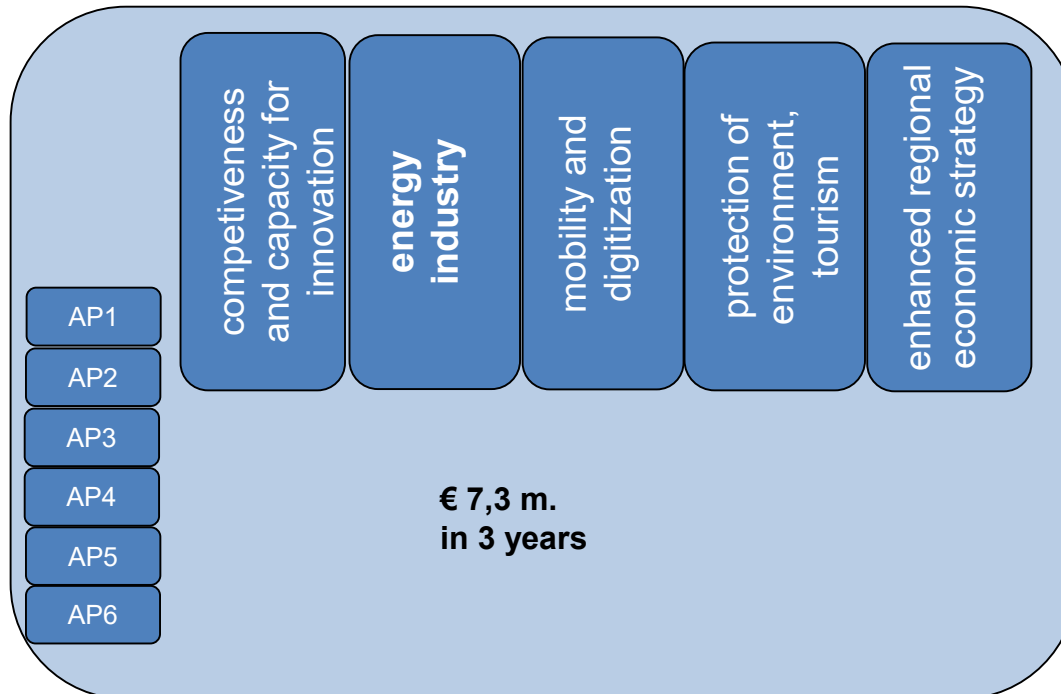 competiveness
and capacity for
innovation
energy
industry
mobility and
digitization
protection of
environment,
tourism
enhanced regional
economic strategy
AP1
AP2
AP3
AP4
AP5
AP6
€ 7,3 m.
in 3 years